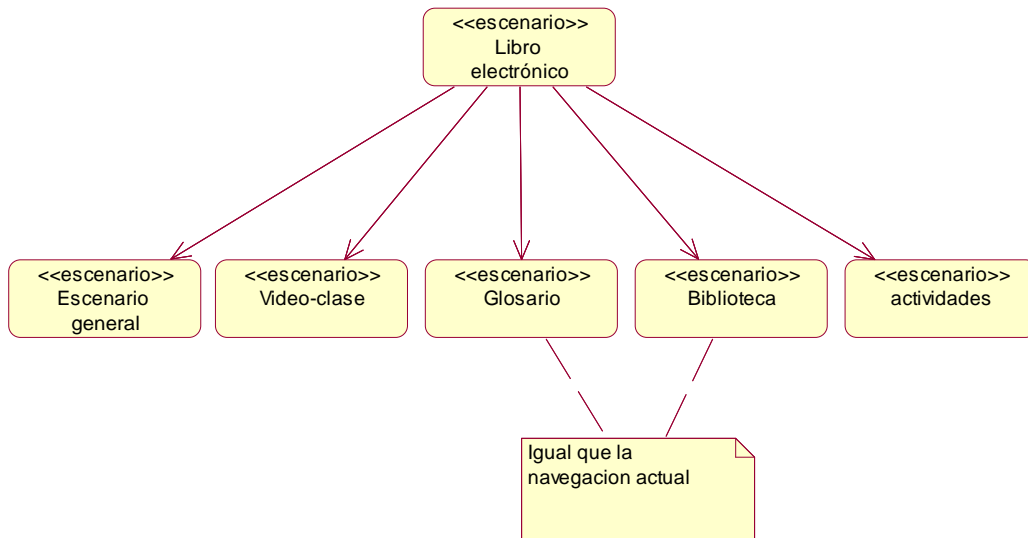 <<escenario>>
Libro
electrónico
<<escenario>>
Escenario
general
<<escenario>>
Video-clase
<<escenario>>
Glosario
<<escenario>>
Biblioteca
<<escenario>>
actividades
Igual que la
navegacion actual